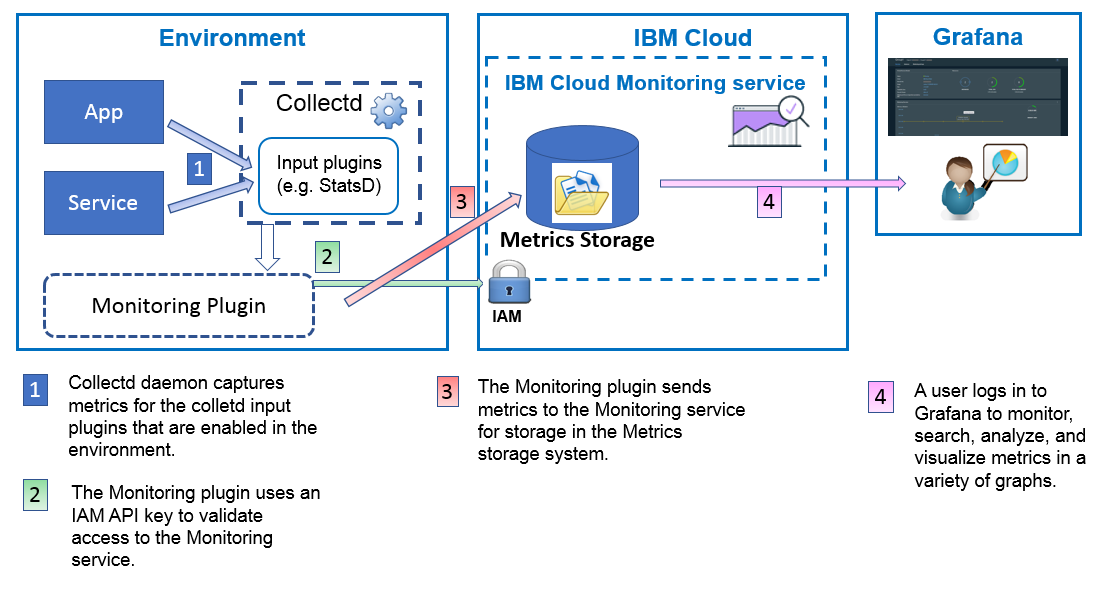 Environment
IBM Cloud
Grafana
App
Service
Collectd
Input plugins
(e.g. StatsD)
1
2
3
4
Monitoring Plugin
IBM Cloud Monitoring service
Metrics Storage
IAM
1
Collectd daemon captures
metrics for the colletd input
plugins that are enabled in the
environment.
2
The Monitoring plugin uses an
IAM API key to validate
access to the Monitoring
service.
3
The Monitoring plugin sends
metrics to the Monitoring service
for storage in the Metrics
storage system.
4
A user logs in to
Grafana to monitor,
search, analyze, and
visualize metrics in a
variety of graphs.